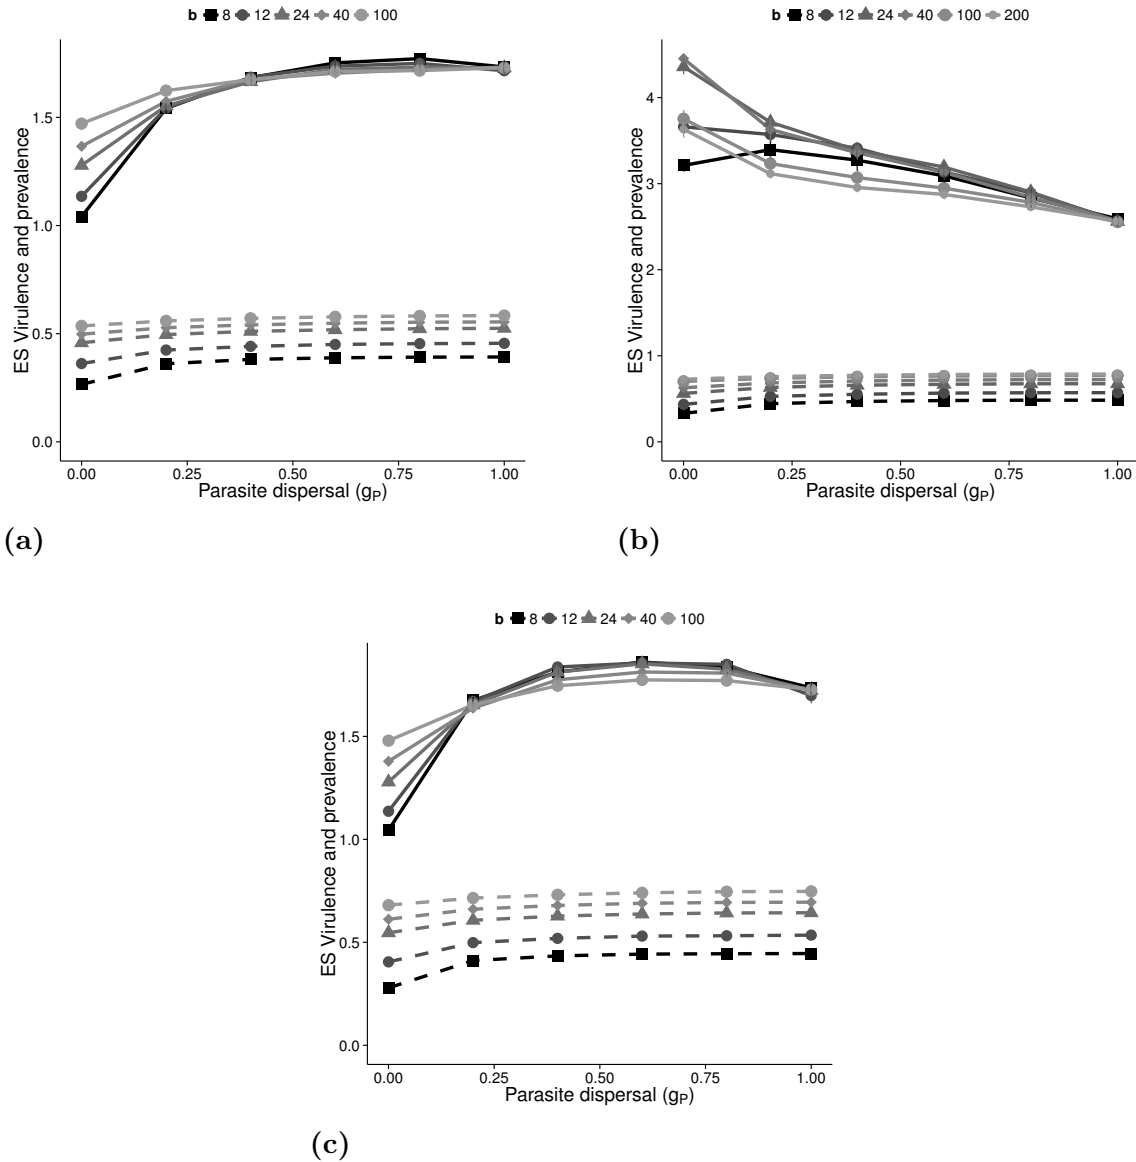 b 8 12 24 40 100
ES Virulence and prevalence
1.5
1.0
0.5
0.0
0.00 0.25 0.50 0.75 1.00
Parasite dispersal (gP)
(a)
b 8 12 24 40 100 200
ES Virulence and prevalence
4
3
2
1
0
0.00 0.25 0.50 0.75 1.00
Parasite dispersal (gP)
(b)
b 8 12 24 40 100
ES Virulence and prevalence
1.5
1.0
0.5
0.0
0.00 0.25 0.50 0.75 1.00
Parasite dispersal (gP)
(c)